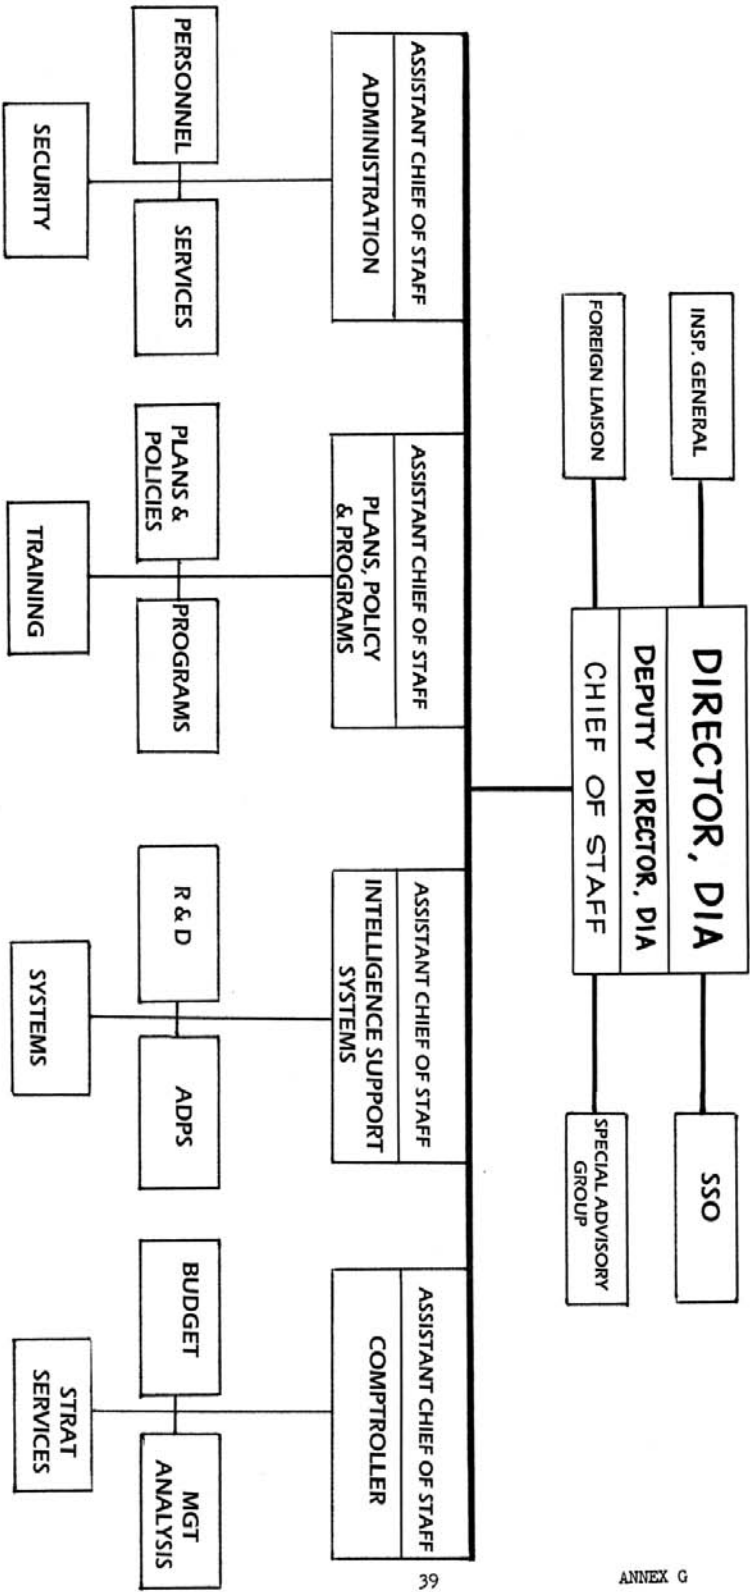 ANNEX G
INSP. GENERAL
FOREIGN LIAISON
DIRECTOR, DIA
DEPUTY DIRECTOR, DIA
CHIEF OF STAFF
SSO
SPECIAL ADVISORY
GROUP
ASSISTANT CHIEF OF STAFF
ADMINISTRATION
PERSONNEL
SERVICES
SECURITY
ASSISTANT CHIEF OF STAFF
PLANS, POLICY
& PROGRAMS
PLANS &
POLICIES
PROGRAMS
TRAINING
ASSISTANT CHIEF OF STAFF
INTELLIGENCE SUPPORT
SYSTEMS
R & D
ADPS
SYSTEMS
ASSISTANT CHIEF OF STAFF
COMPTROLLER
BUDGET
MGT
ANALYSIS
STRAT
SERVICES
39